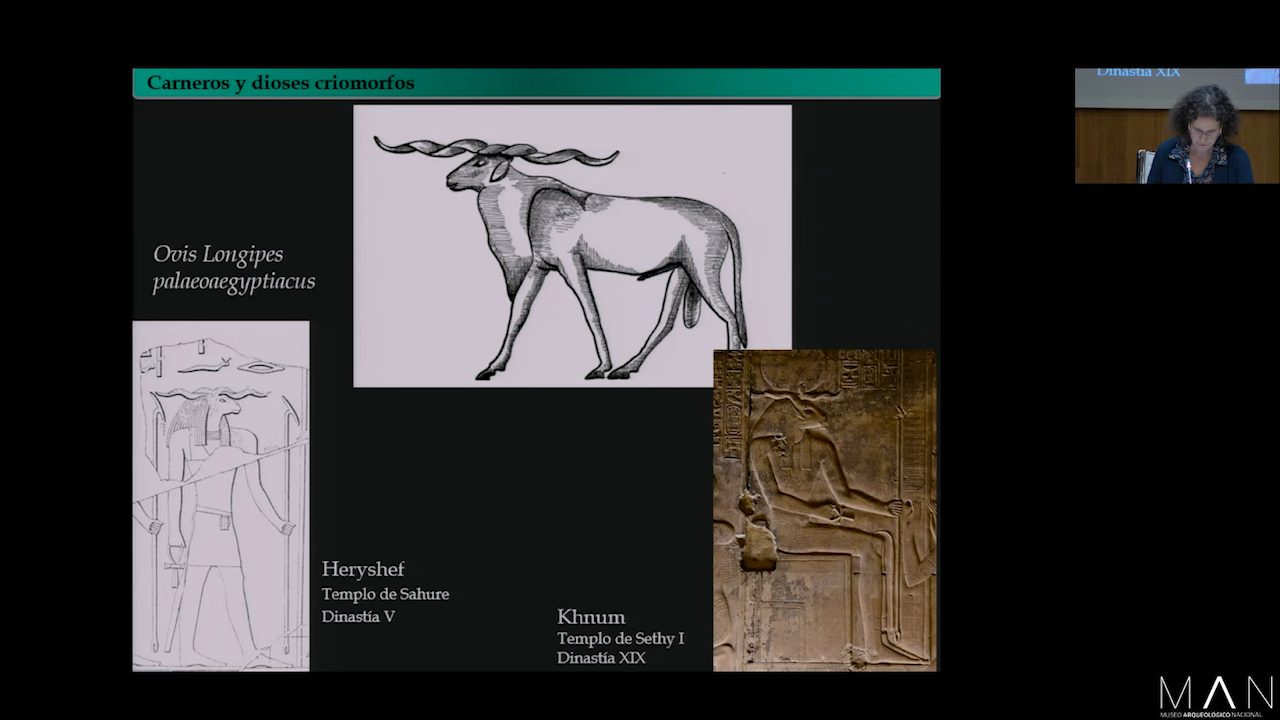 Carneros y dioses criomorfos
Dinastía XIX
Ovis Longipes
palaeoaegyptiacus
Heryshef
Templo de Sahure
Dinastía V
Khnum
Templo de Sethy I
Dinastía XIX
MAN
MUSEO ARQUEOLÓGICO NACIONAL